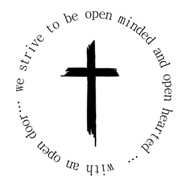 we strive to be open minded and open hearted... with an open door...